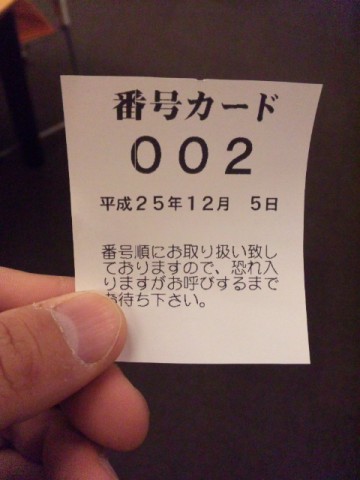 番号カード
002
平成25年12月 5日
番号順にお取り扱い致し
ておりますので、恐れ入
りますがお呼びするまで
お待ち下さい。